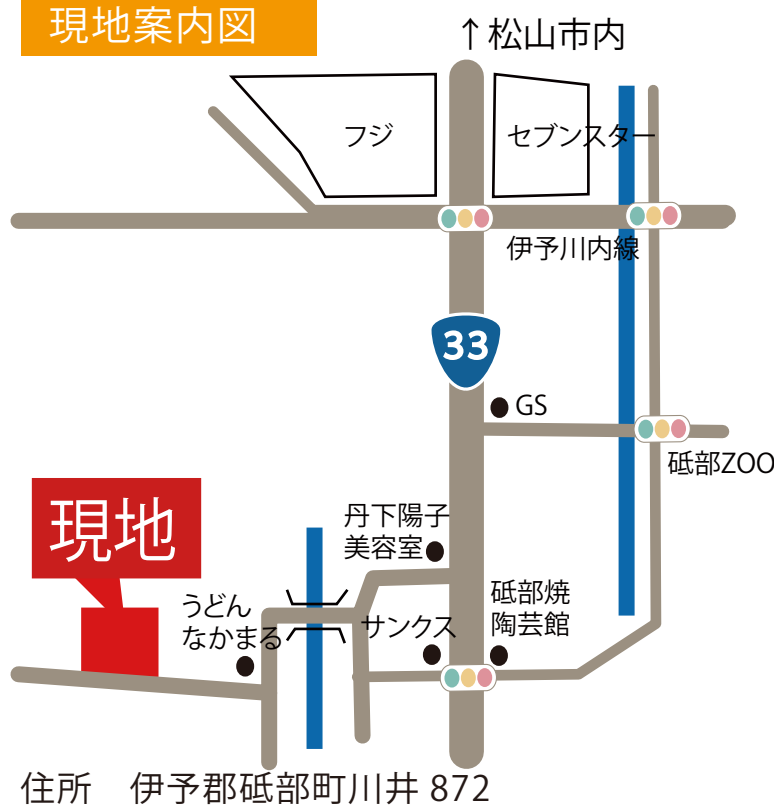 現地案内図
↑松山市内
フジ
セブンスター
伊予川内線
33
GS
砥部ZOO
現地
丹下陽子
美容室
うどん
なかまる
サンクス
砥部焼
陶芸館
住所 伊予郡砥部町川井 872